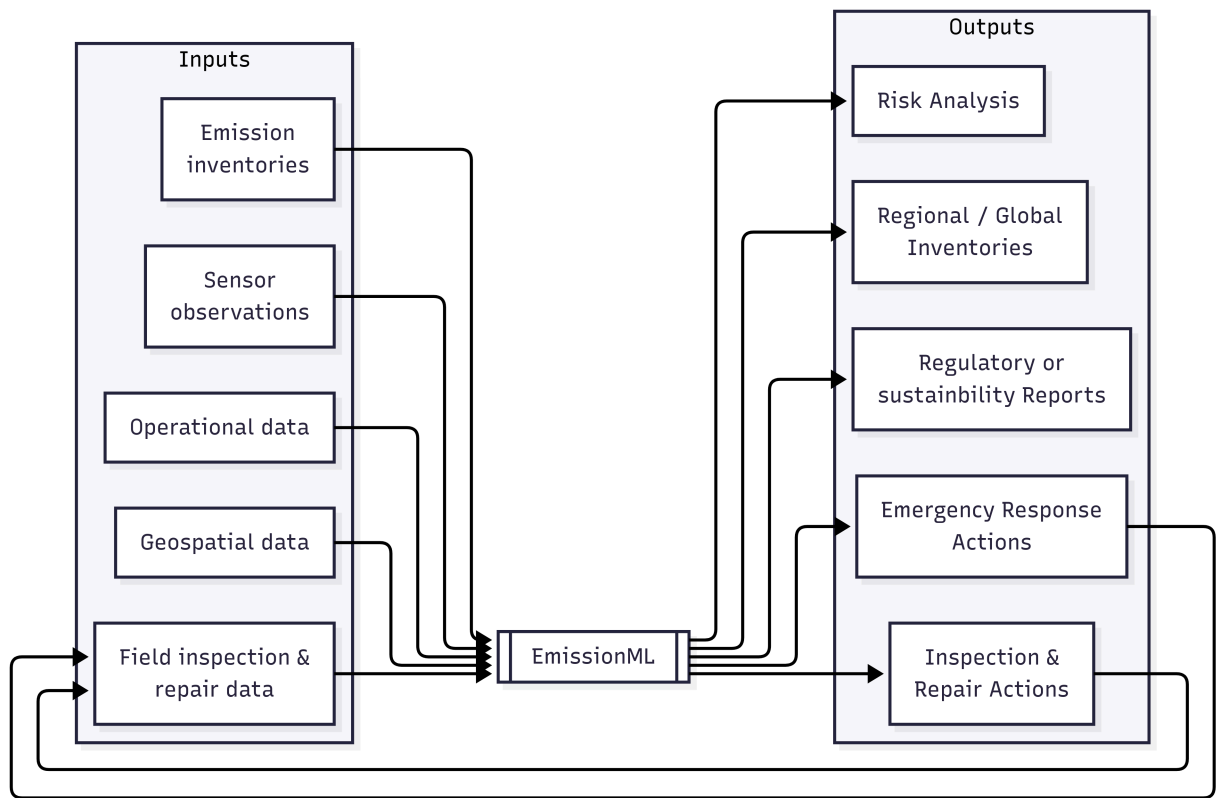 Inputs
Emission
inventories
Sensor
observations
Operational data
Geospatial data
Field inspection &
repair data
EmissionML
Outputs
Risk Analysis
Regional / Global
Inventories
Regulatory or
sustainbility Reports
Emergency Response
Actions
Inspection &
Repair Actions